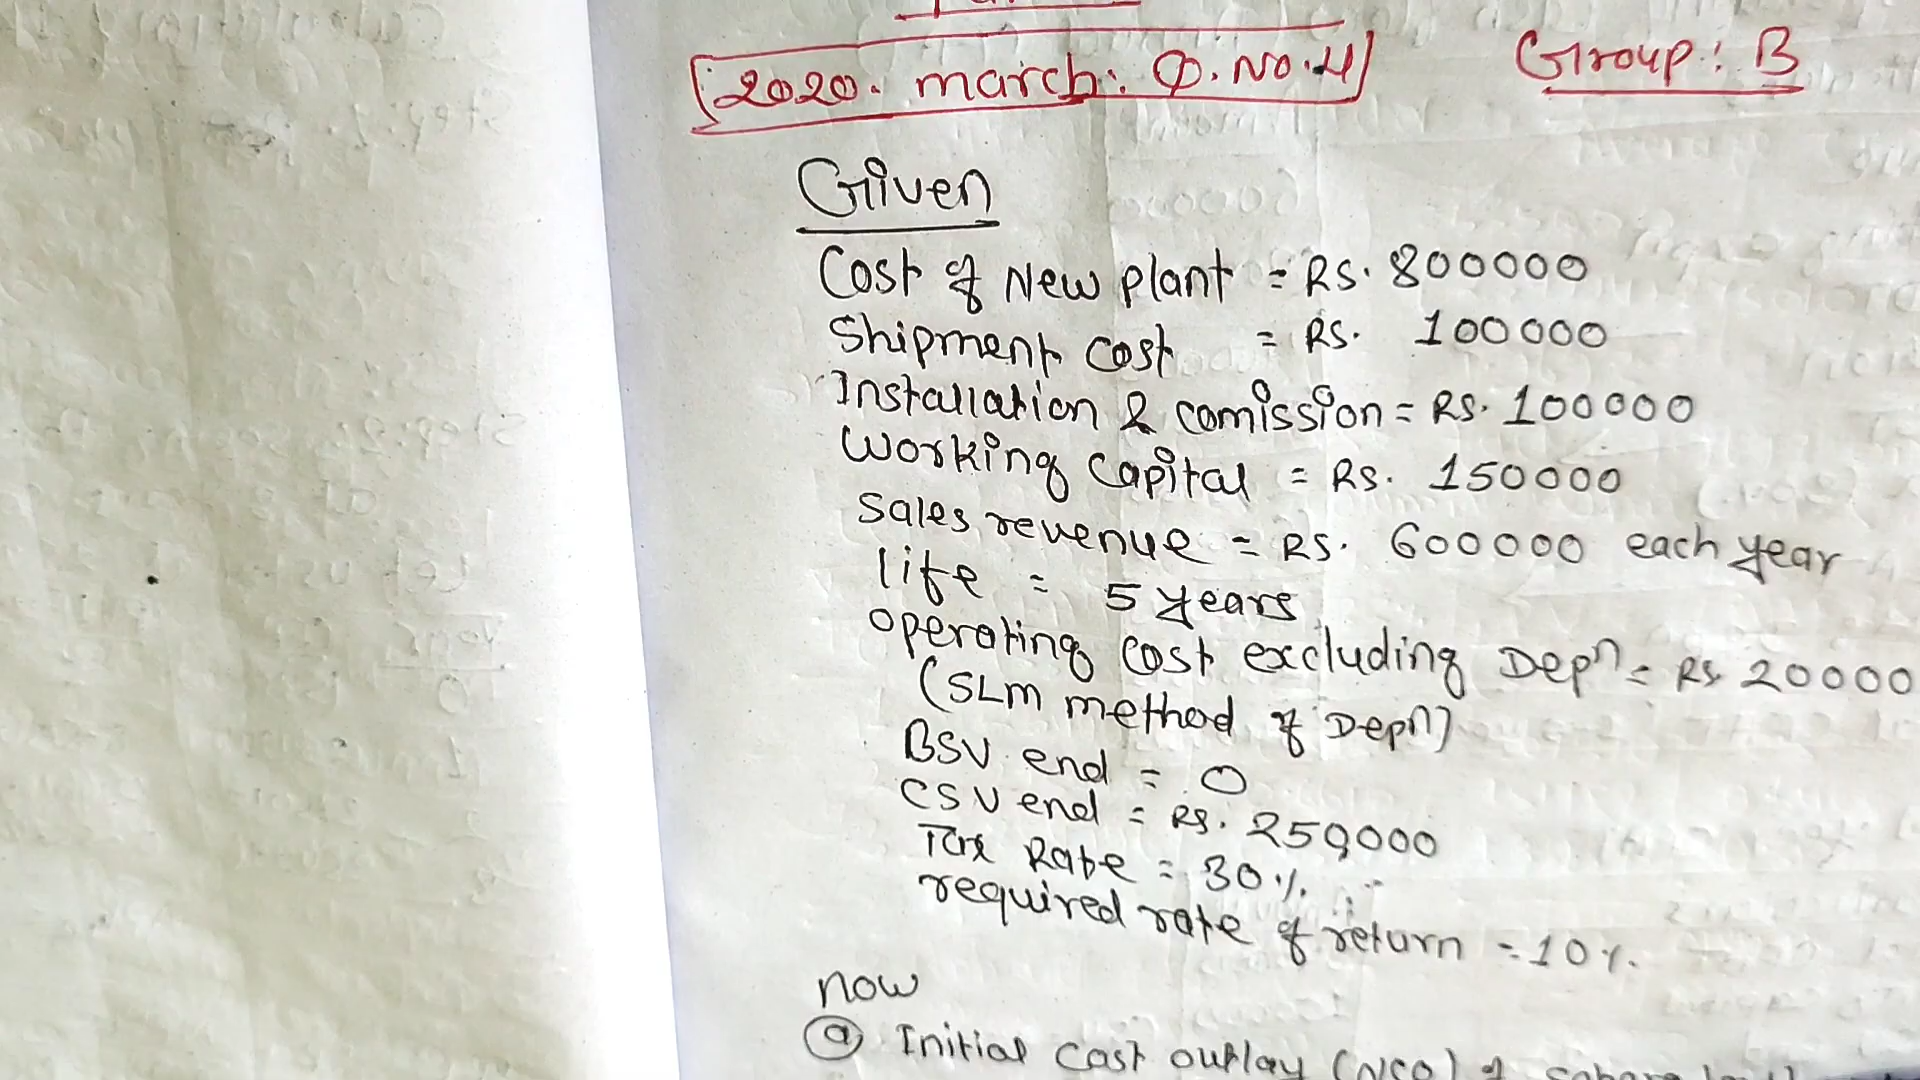 2020. march: Q.NO.4
Group: B
Given
Cost of New plant = RS. 800000
Shipment cost = RS. 100000
Installation & comission = RS. 100000
Working capital = RS. 150000
Sales revenue = RS. 600000 each year
life = 5 years
operating cost excluding Depn = RS 20000
(SLM method of Depn)
BSV end = 0
CSV end = RS. 250000
Tax Rate = 30%.
required rate of return = 10%.
now
(a) Initial cast outlay (NCO) of